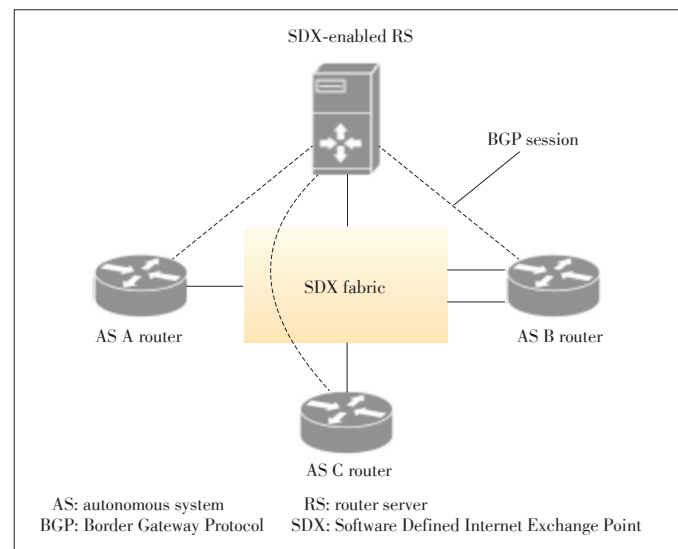 SDX-enabled RS
BGP session
SDX fabric
AS A router
AS B router
AS C router
AS: autonomous system
RS: router server
BGP: Border Gateway Protocol
SDX: Software Defined Internet Exchange Point